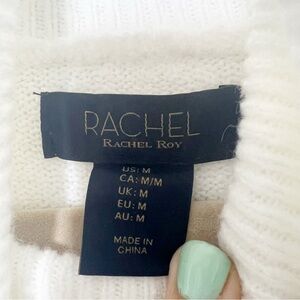 RACHEL
RACHEL ROY
US: M
CA: M/M
UK: M
EU: M
AU: M
MADE IN
CHINA